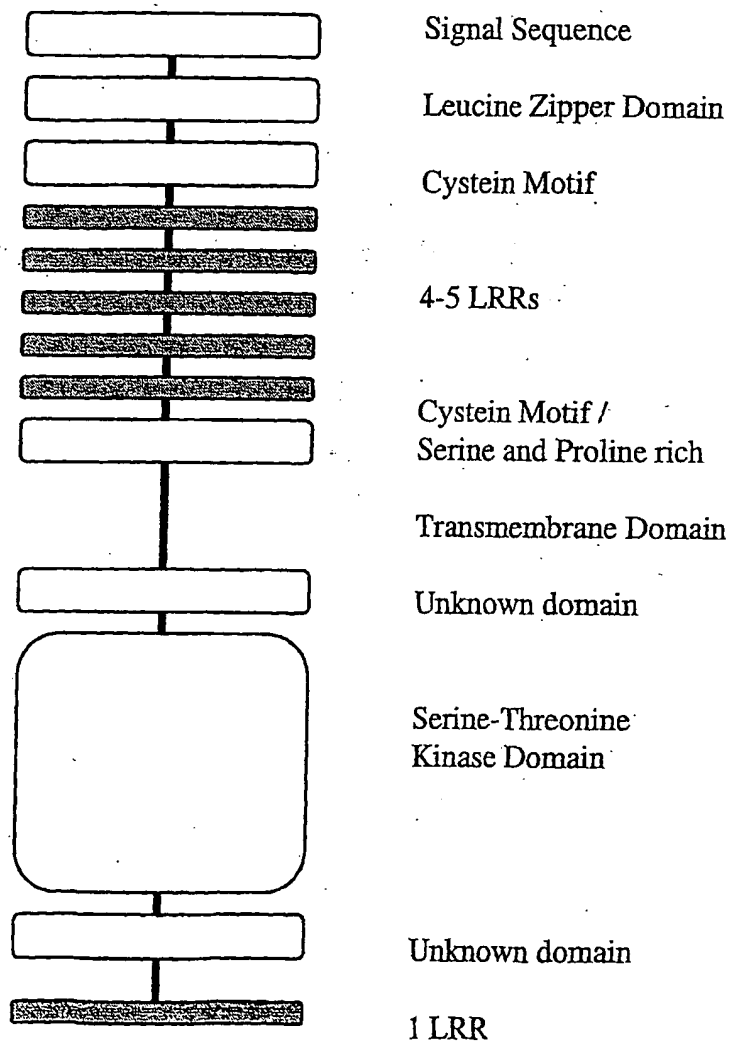 Signal Sequence
Leucine Zipper Domain
Cystein Motif
4-5 LRRs
Cystein Motif /
Serine and Proline rich
Transmembrane Domain
Unknown domain
Serine-Threonine
Kinase Domain
Unknown domain
1 LRR